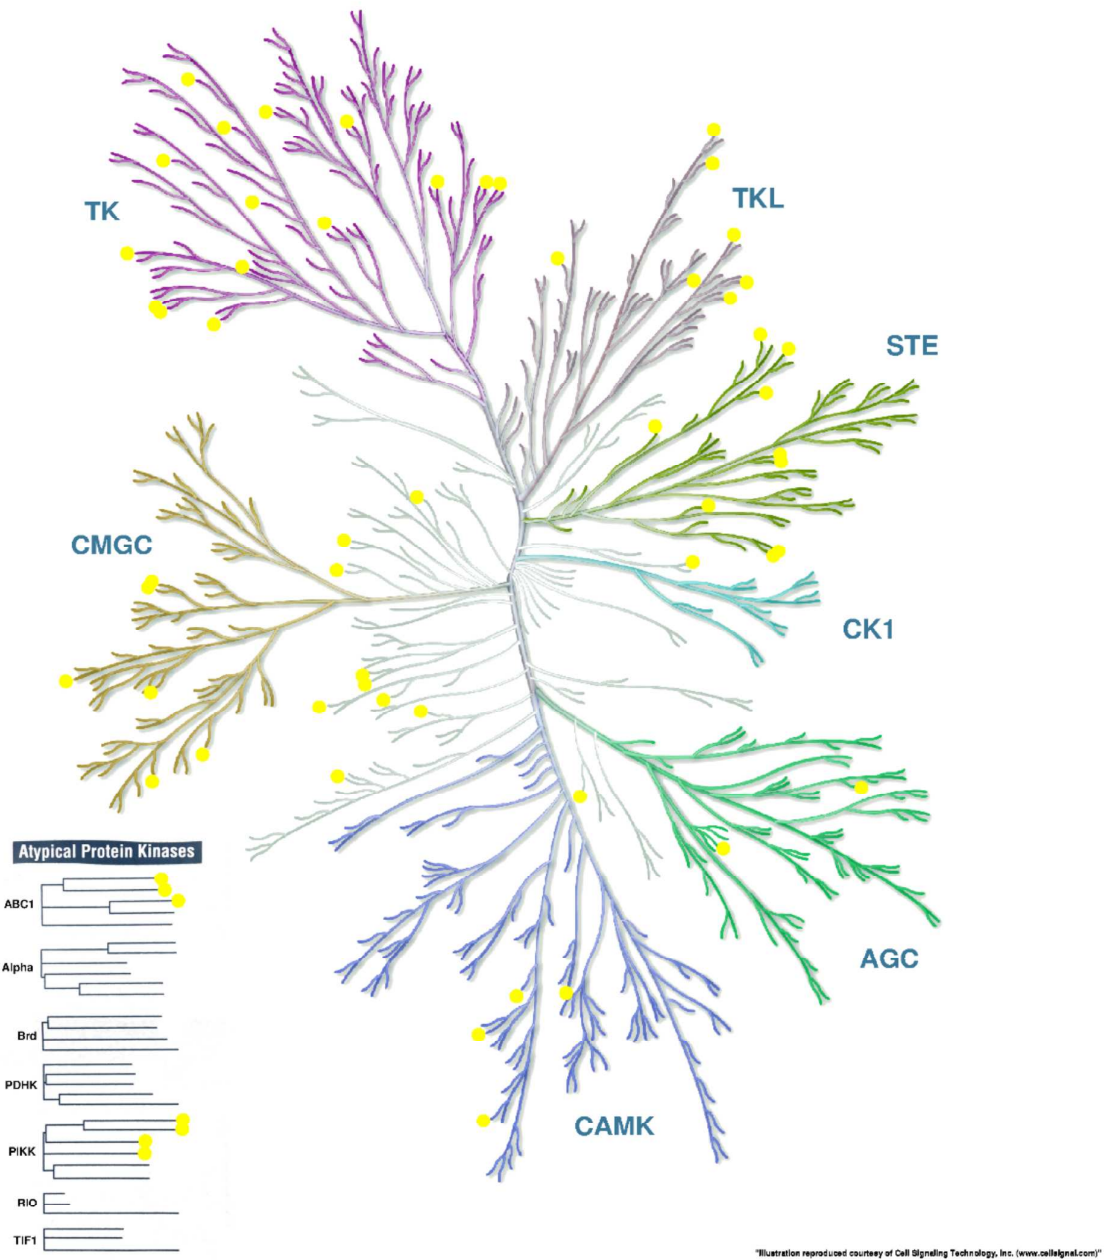 TK
TKL
STE
CMGC
CK1
Atypical Protein Kinases
ABC1
Alpha
AGC
Brd
PDHK
CAMK
PIKK
RIO
TIF1
"Illustration reproduced courtesy of Cell Signaling Technology, Inc. (www.cellsignal.com)"